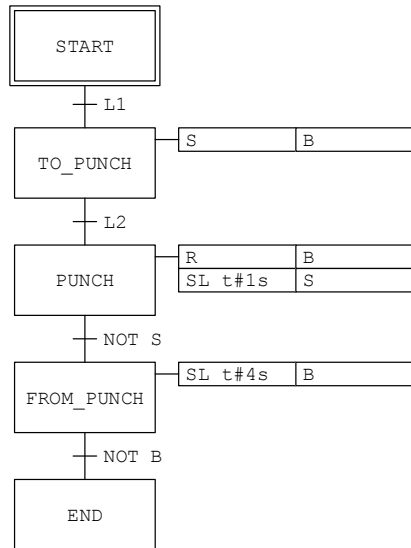 START
L1
S B
TO_PUNCH
L2
R B
SL t#1s S
PUNCH
NOT S
SL t#4s B
FROM_PUNCH
NOT B
END